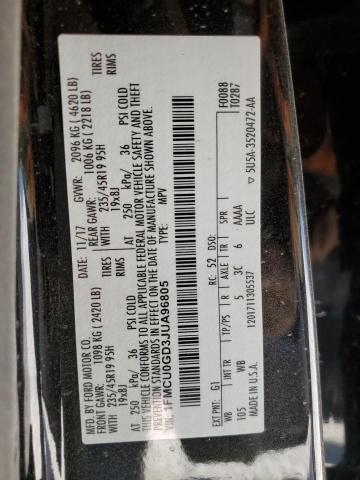 MFD. BY FORD MOTOR CO.
DATE: 11/17 GVWR: 2096 KG ( 4620 LB)
FRONT GAWR: 1098 KG ( 2420 LB) REAR GAWR: 1006 KG ( 2218 LB)
WITH 235/45R19 95H TIRES WITH 235/45R19 95H TIRES
19x8J RIMS 19x8J RIMS
AT 250 kPa/ 36 PSI COLD AT 250 kPa/ 36 PSI COLD
THIS VEHICLE CONFORMS TO ALL APPLICABLE FEDERAL MOTOR VEHICLE SAFETY AND THEFT
PREVENTION STANDARDS IN EFFECT ON THE DATE OF MANUFACTURE SHOWN ABOVE.
VIN: 1FMCU0GD3JUA96805
TYPE: MPV
F0088
T0287
EXT PNT: G1 RC: 52 DSO:
WB INT TR TP/PS R AXLE TR SPR
105 WB 5 3C 6 AAAA
1201711305537 ULC
MADE IN U.S.A. ▽ 5U5A-3520472-AA